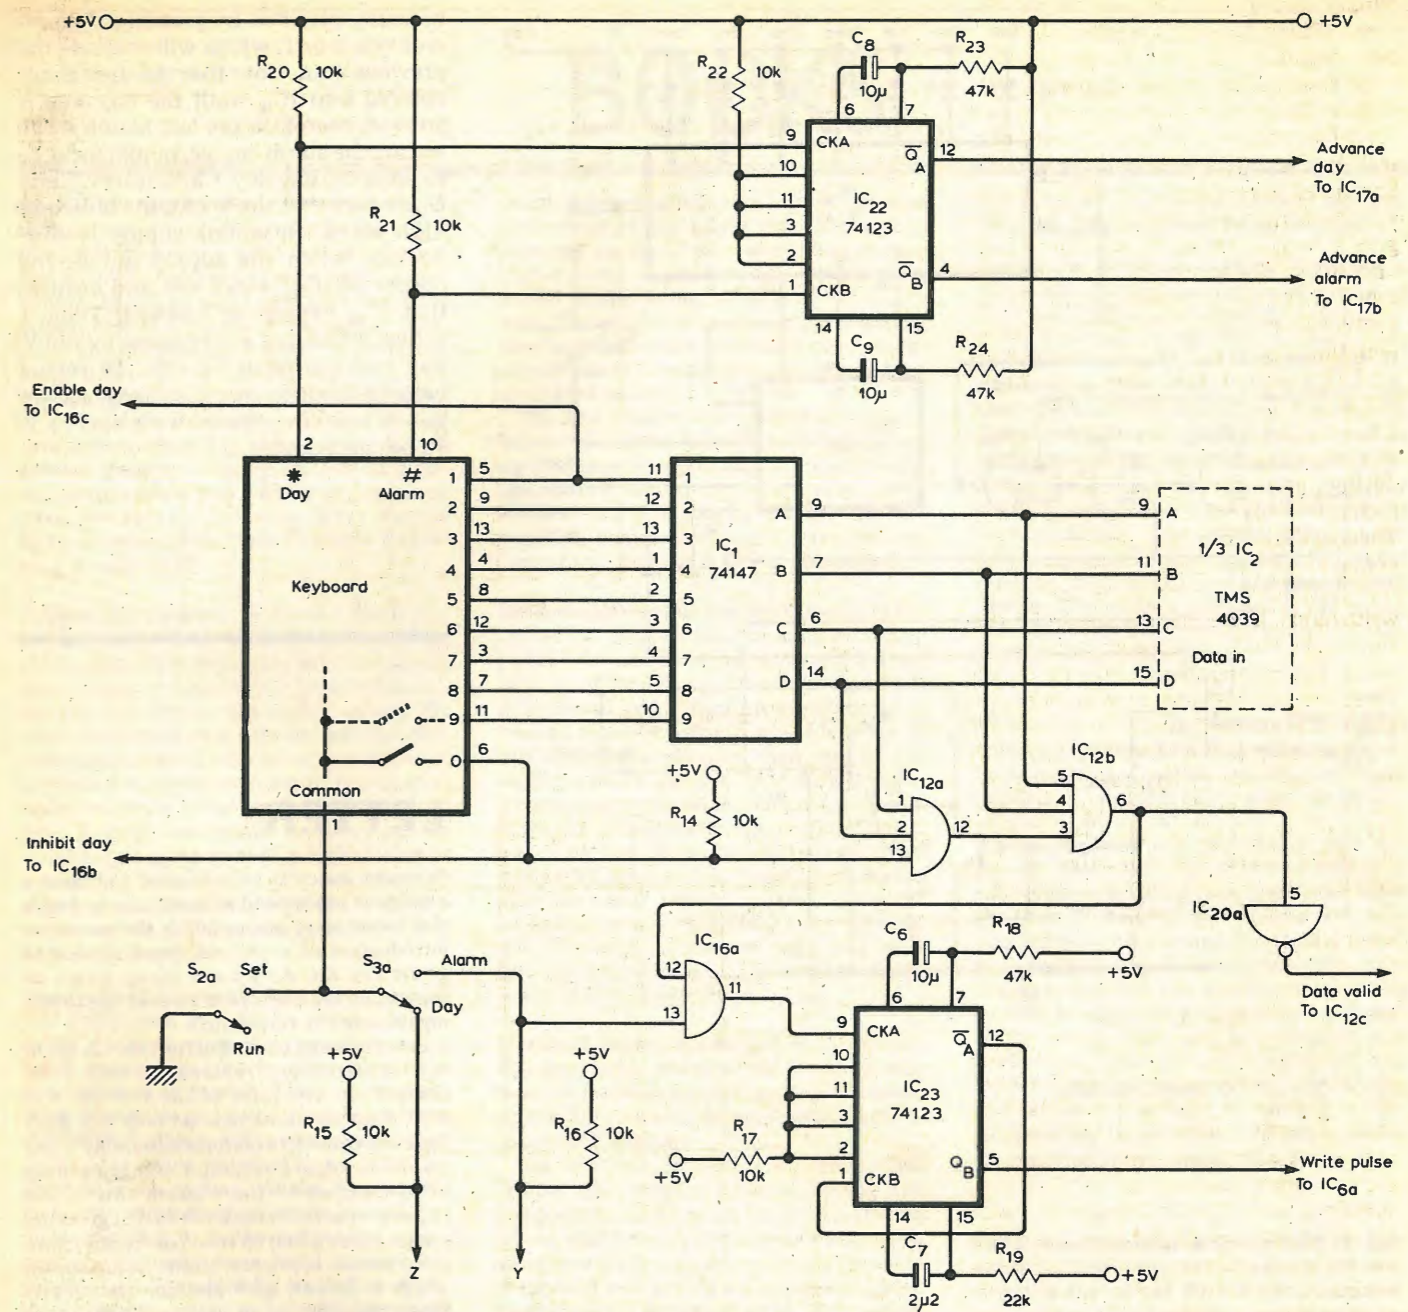 +5V
+5V
R20
10k
R22
10k
C8
10µ
R23
47k
6
7
9
CKA
10
11
3
2
1
CKB
Q̅A
12
IC22
74123
Q̅B
4
14
15
Advance
day
To IC17a
Advance
alarm
To IC17b
R21
10k
C9
10µ
R24
47k
Enable day
To IC16c
2
10
*
Day
#
Alarm
Keyboard
Common
1
1
5
2
9
3
13
4
4
5
8
6
12
7
3
8
7
9
11
0
6
11
1
12
2
13
3
1
4
2
5
3
6
4
7
5
8
10
9
IC1
74147
A
9
B
7
C
6
D
14
9
A
11
B
13
C
15
D
1/3 IC2
TMS
4039
Data in
+5V
R14
10k
IC12a
1
2
13
12
IC12b
5
4
3
6
Inhibit day
To IC16b
IC20a
5
Data valid
To IC12c
S2a
Set
Run
S3a
Alarm
Day
IC16a
12
13
11
C6
10µ
R18
47k
+5V
6
7
9
CKA
10
11
3
2
1
CKB
Q̅A
12
IC23
74123
QB
5
14
15
Write pulse
To IC6a
+5V
R15
10k
+5V
R16
10k
R17
+5V
10k
C7
2µ2
R19
22k
+5V
Z
Y